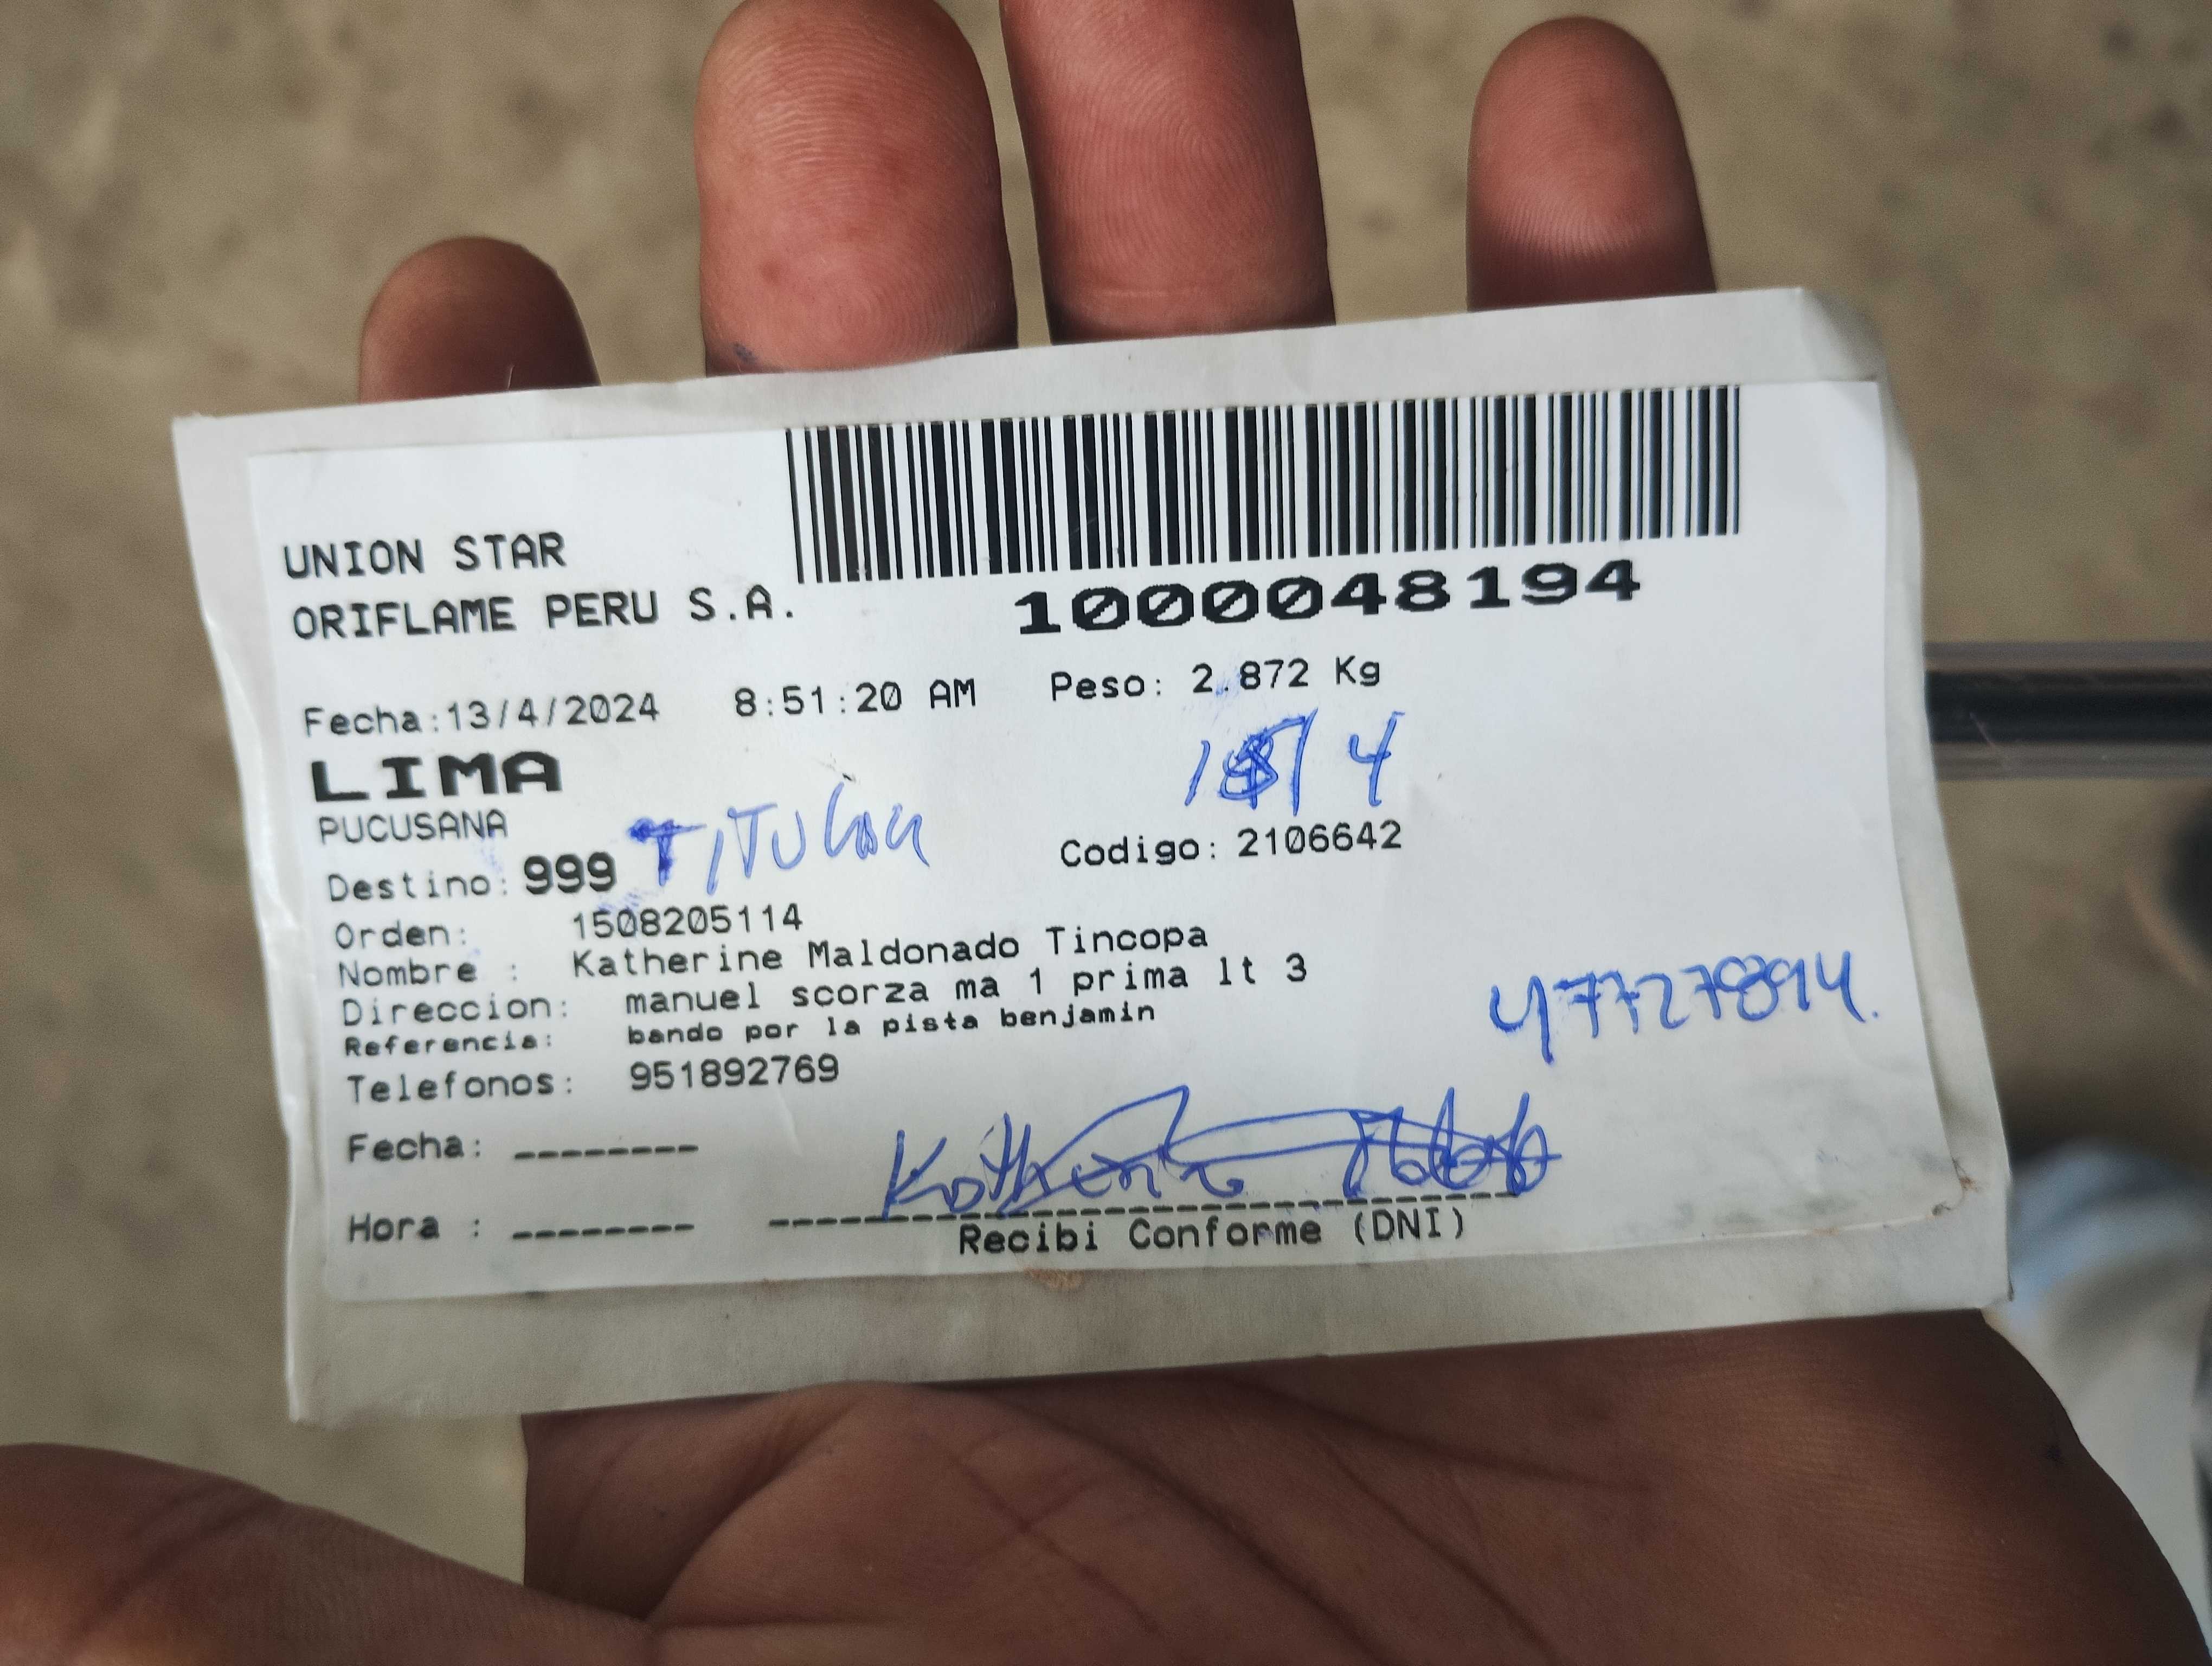 UNION STAR
ORIFLAME PERU S.A.
1000048194
Fecha:13/4/2024 8:51:20 AM Peso: 2.872 Kg
LIMA
PUCUSANA
Destino: 999 TITULAR
Codigo: 2106642
Orden: 1508205114
Nombre : Katherine Maldonado Tincopa
Direccion: manuel scorza ma 1 prima lt 3
Referencia: bando por la pista benjamin
Telefonos: 951892769
47727894.
Fecha: --------
Hora : --------
Recibi Conforme (DNI)